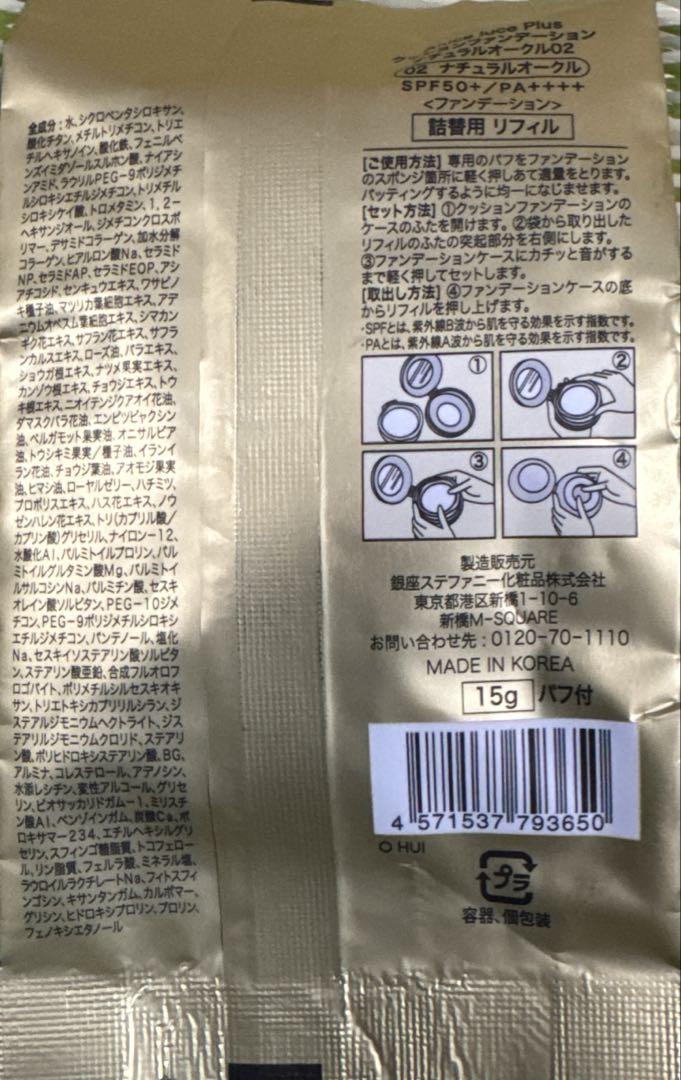 Plus
クッションファンデーション
ナチュラルオークル02
02 ナチュラルオークル
SPF50+/PA++++
<ファンデーション>
詰替用 リフィル
[ご使用方法] 専用のパフをファンデーション
のスポンジ箇所に軽く押しあて適量をとります。
パッティングするように均一になじませます。
[セット方法] ①クッションファンデーションの
ケースのふたを開けます。②袋から取り出した
リフィルのふたの突起部分を右側にします。
③ファンデーションケースにカチッと音がする
まで軽く押してセットします。
[取出し方法] ④ファンデーションケースの底
からリフィルを押し上げます。
・SPFとは、紫外線B波から肌を守る効果を示す指数です。
・PAとは、紫外線A波から肌を守る効果を示す指数です。
①
②
③
④
製造販売元
銀座ステファニー化粧品株式会社
東京都港区新橋1-10-6
新橋M-SQUARE
お問い合わせ先:0120-70-1110
MADE IN KOREA
15g パフ付
4 571537 793650
O HUI
プラ
容器、個包装
全成分:水、シクロペンタシロキサン、
酸化チタン、メチルトリメチコン、トリエ
チルヘキサノイン、酸化鉄、フェニルベ
ンズイミダゾールスルホン酸、ナイアシ
ンアミド、ラウリルPEG-9ポリジメチ
ルシロキシエチルジメチコン、トリメチル
シロキシケイ酸、トロメタミン、1,2-
ヘキサンジオール、ジメチコンクロスポ
リマー、デサミドコラーゲン、加水分解
コラーゲン、ヒアルロン酸Na、セラミド
NP、セラミドAP、セラミドEOP、アシ
アチコシド、センキュウエキス、ワサビノ
キ種子油、マツリカ葉細胞エキス、アデ
ニウムオベスム葉細胞エキス、シマカン
ギク花エキス、サフラン花エキス、サフラ
ンカルスエキス、ローズ油、バラエキス、
ショウガ根エキス、ナツメ果実エキス、
カンゾウ根エキス、チョウジエキス、トウ
キ根エキス、ニオイテンジクアオイ花油、
ダマスクバラ花油、エンピツビャクシン
油、ベルガモット果実油、オニサルビア
油、トウシキミ果実/種子油、イランイ
ラン花油、チョウジ葉油、アオモジ果実
油、ヒマシ油、ローヤルゼリー、ハチミツ、
プロポリスエキス、ハス花エキス、ノウ
ゼンハレン花エキス、トリ(カプリル酸/
カプリン酸)グリセリル、ナイロン-12、
水酸化Al、パルミトイルプロリン、パル
ミトイルグルタミン酸Mg、パルミトイ
ルサルコシンNa、パルミチン酸、セスキ
オレイン酸ソルビタン、PEG-10ジメ
チコン、PEG-9ポリジメチルシロキシ
エチルジメチコン、パンテノール、塩化
Na、セスキイソステアリン酸ソルビタ
ン、ステアリン酸亜鉛、合成フルオロフ
ロゴパイト、ポリメチルシルセスキオキ
サン、トリエトキシカプリリルシラン、ジ
ステアルジモニウムヘクトライト、ジス
テアリルジモニウムクロリド、ステアリ
ン酸、ポリヒドロキシステアリン酸、BG、
アルミナ、コレステロール、アデノシン、
水添レシチン、変性アルコール、グリセ
リン、ビオサッカリドガム-1、ミリスチ
ン酸Al、ベンゾインガム、炭酸Ca、ポ
ロキサマー234、エチルヘキシルグリ
セリン、スフィンゴ糖脂質、トコフェロー
ル、リン脂質、フェルラ酸、ミネラル塩、
ラウロイルラクチレートNa、フィトスフィ
ンゴシン、キサンタンガム、カルボマー、
グリシン、ヒドロキシプロリン、プロリン、
フェノキシエタノール